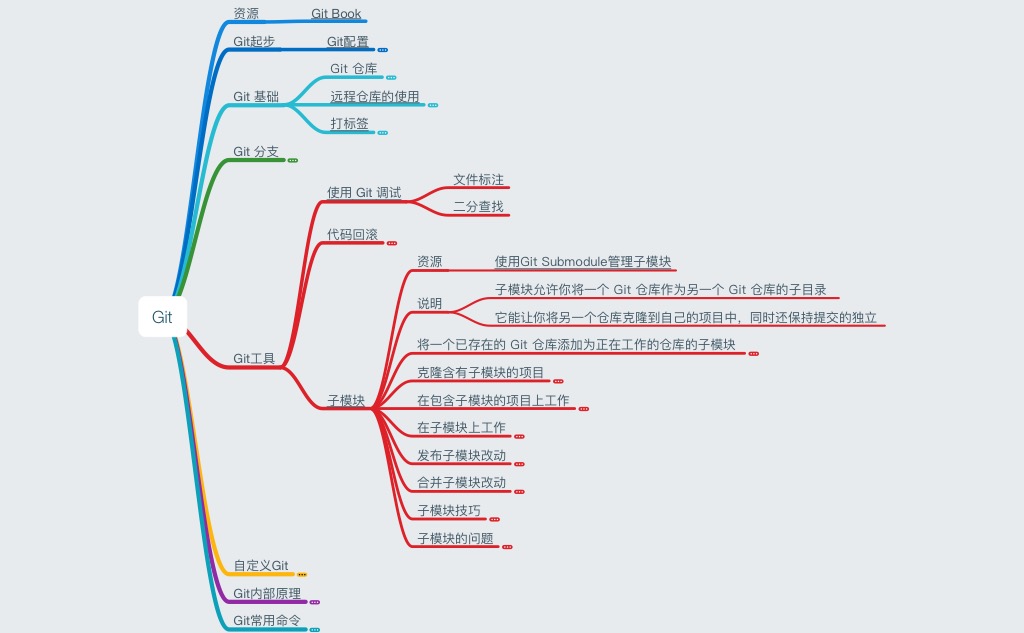 资源
Git Book
Git起步
Git配置
Git 基础
Git 仓库
远程仓库的使用
打标签
Git 分支
Git
Git工具
使用 Git 调试
文件标注
二分查找
代码回滚
子模块
资源
使用Git Submodule管理子模块
说明
子模块允许你将一个 Git 仓库作为另一个 Git 仓库的子目录
它能让你将另一个仓库克隆到自己的项目中，同时还保持提交的独立
将一个已存在的 Git 仓库添加为正在工作的仓库的子模块
克隆含有子模块的项目
在包含子模块的项目上工作
在子模块上工作
发布子模块改动
合并子模块改动
子模块技巧
子模块的问题
自定义Git
Git内部原理
Git常用命令